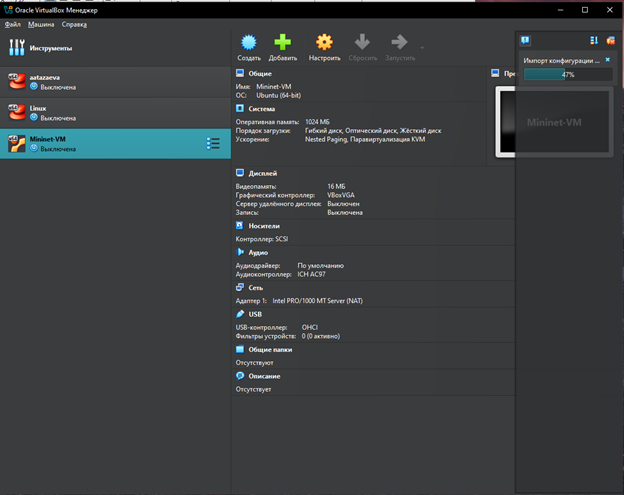 Oracle VirtualBox Менеджер
Файл Машина Справка
Инструменты
aatazaeva
Выключена
Linux
Выключена
Mininet-VM
Выключена
Создать Добавить Настроить Сбросить Запустить
Общие
Имя: Mininet-VM
ОС: Ubuntu (64-bit)
Система
Оперативная память: 1024 МБ
Порядок загрузки: Гибкий диск, Оптический диск, Жёсткий диск
Ускорение: Nested Paging, Паравиртуализация KVM
Дисплей
Видеопамять: 16 МБ
Графический контроллер: VBoxVGA
Сервер удалённого дисплея: Выключен
Запись: Выключена
Носители
Контроллер: SCSI
Аудио
Аудиодрайвер: По умолчанию
Аудиоконтроллер: ICH AC97
Сеть
Адаптер 1: Intel PRO/1000 MT Server (NAT)
USB
USB-контроллер: OHCI
Фильтры устройств: 0 (0 активно)
Общие папки
Отсутствуют
Описание
Отсутствует
Пре
Mininet-VM
Импорт конфигурации ...
47%